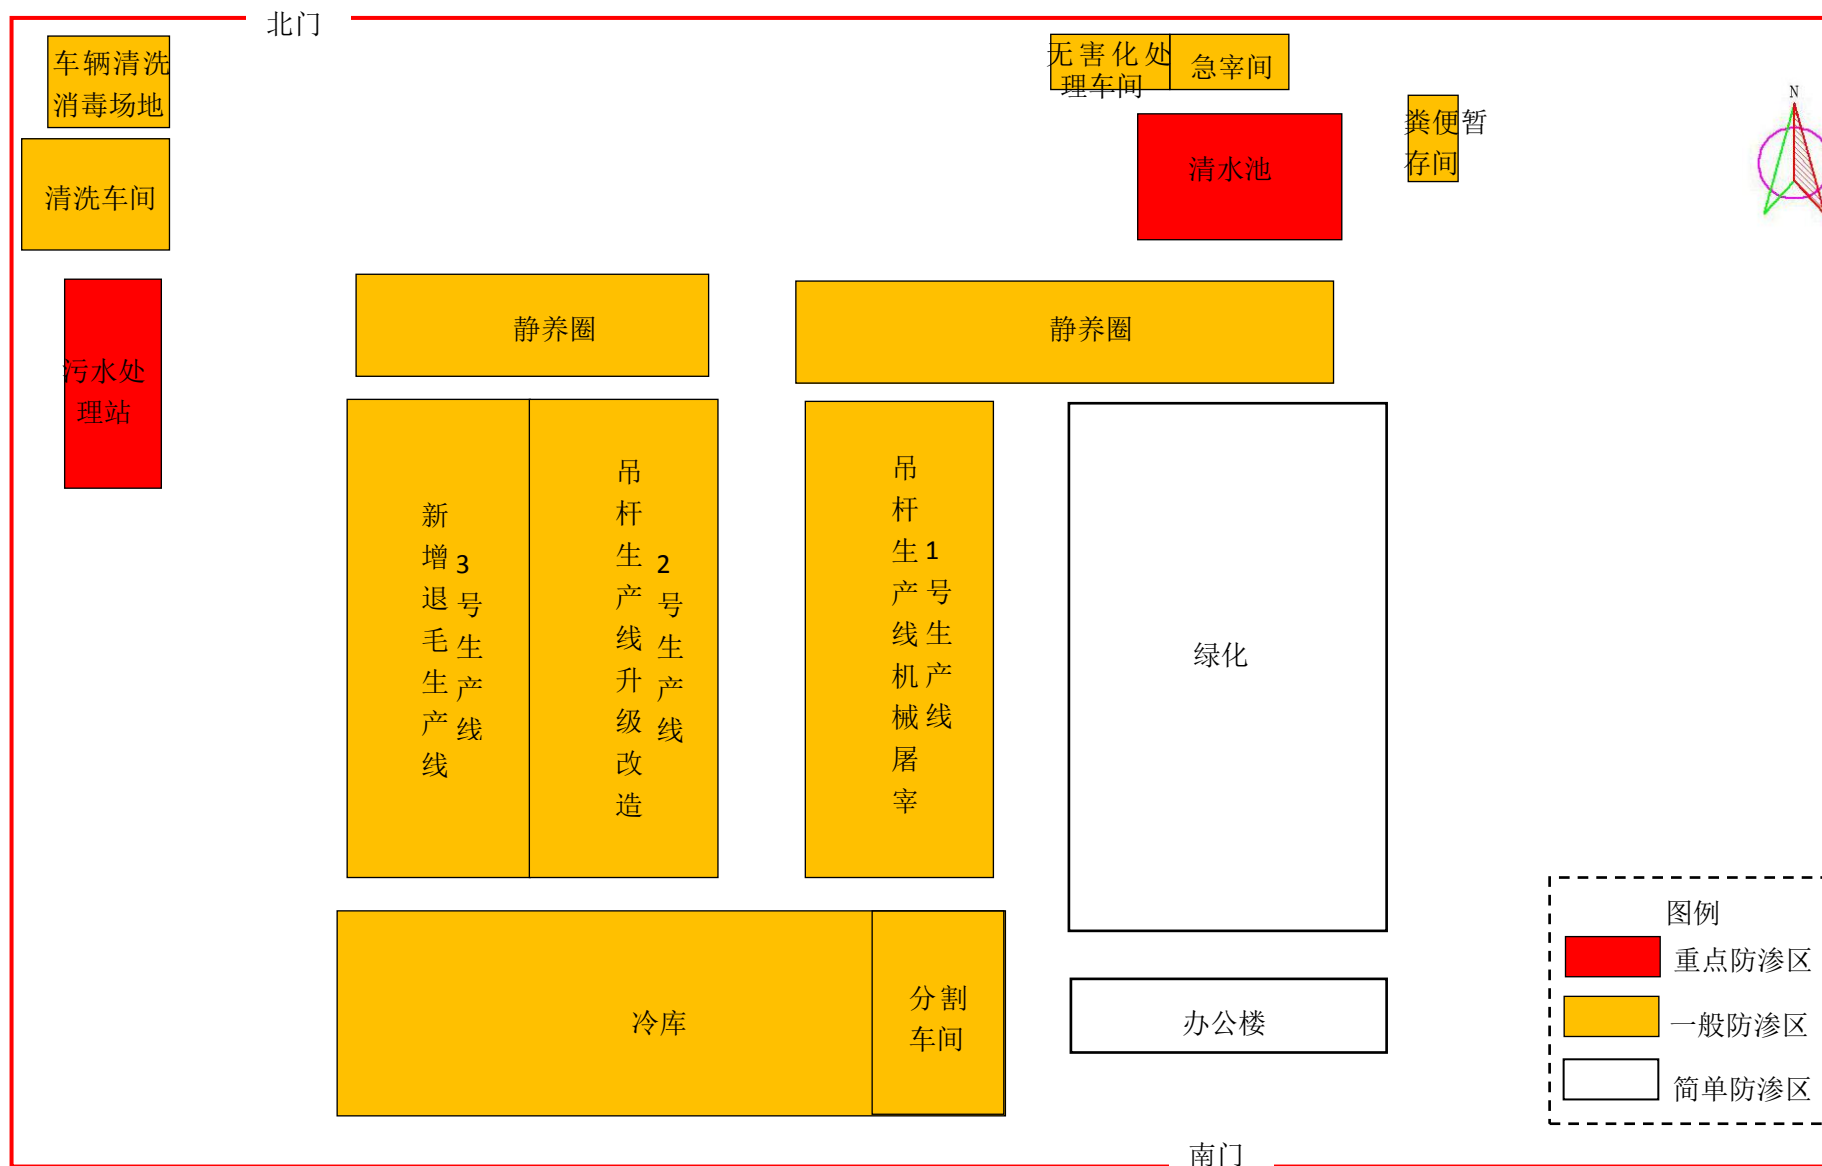 北门
车辆清洗
消毒场地
无害化处
理车间
急宰间
N
粪便暂
存间
清洗车间
清水池
静养圈
静养圈
污水处
理站
新增退毛生产线
3号生产线
吊杆生产线升级改造
2号生产线
吊杆生产线机械屠宰
1号生产线
绿化
冷库
分割
车间
办公楼
图例
重点防渗区
一般防渗区
简单防渗区
南门